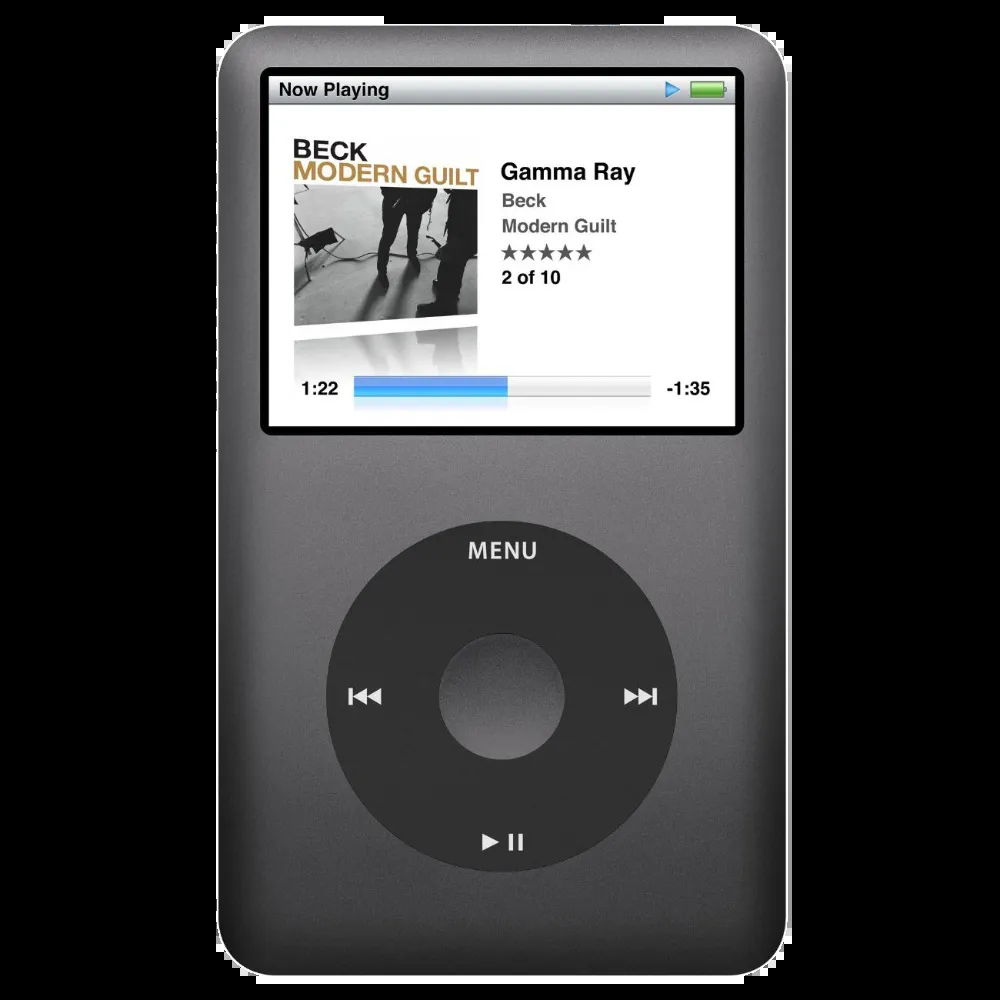 Now Playing
BECK
MODERN GUILT
Gamma Ray
Beck
Modern Guilt
★★★★★
2 of 10
1:22
-1:35
MENU